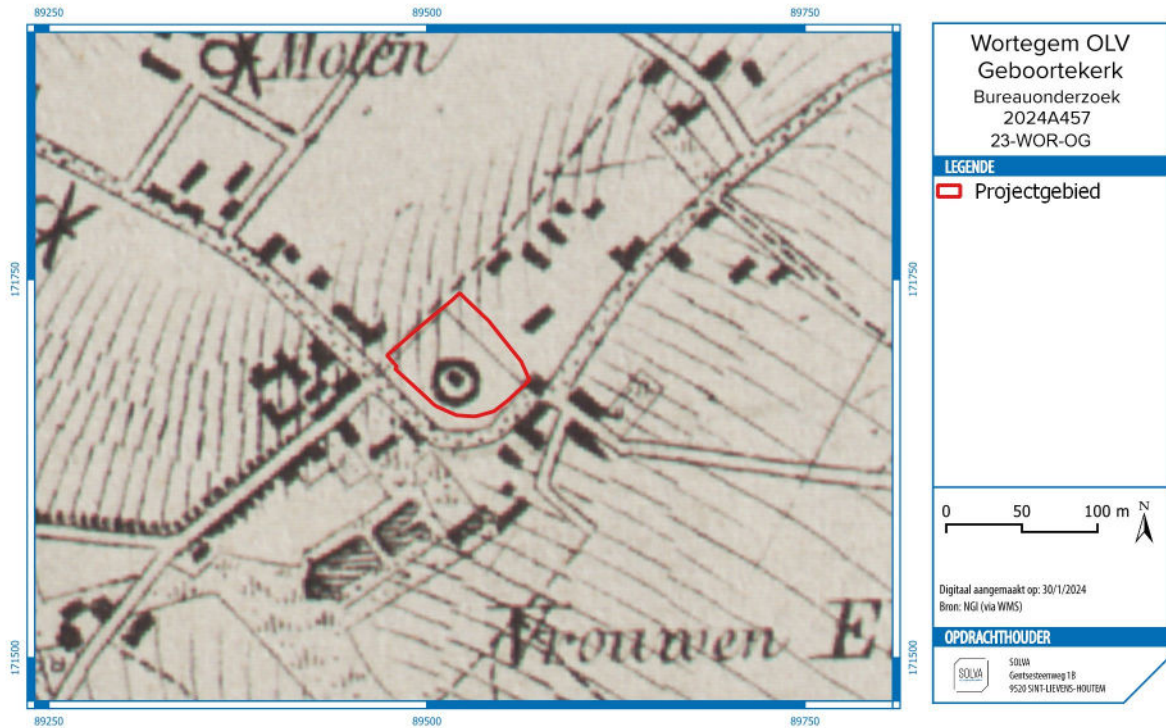 89250
89500
89750
Molen
171750
171750
171500
171500
Vrouwen E
89250
89500
89750
Wortegem OLV
Geboortekerk
Bureauonderzoek
2024A457
23-WOR-OG
LEGENDE
Projectgebied
0 50 100 m N
Digitaal aangemaakt op: 30/1/2024
Bron: NGI (via WMS)
OPDRACHTHOUDER
SOLVA
SOLVA
Gentsesteenweg 1B
9520 SINT-LIEVENS-HOUTEM